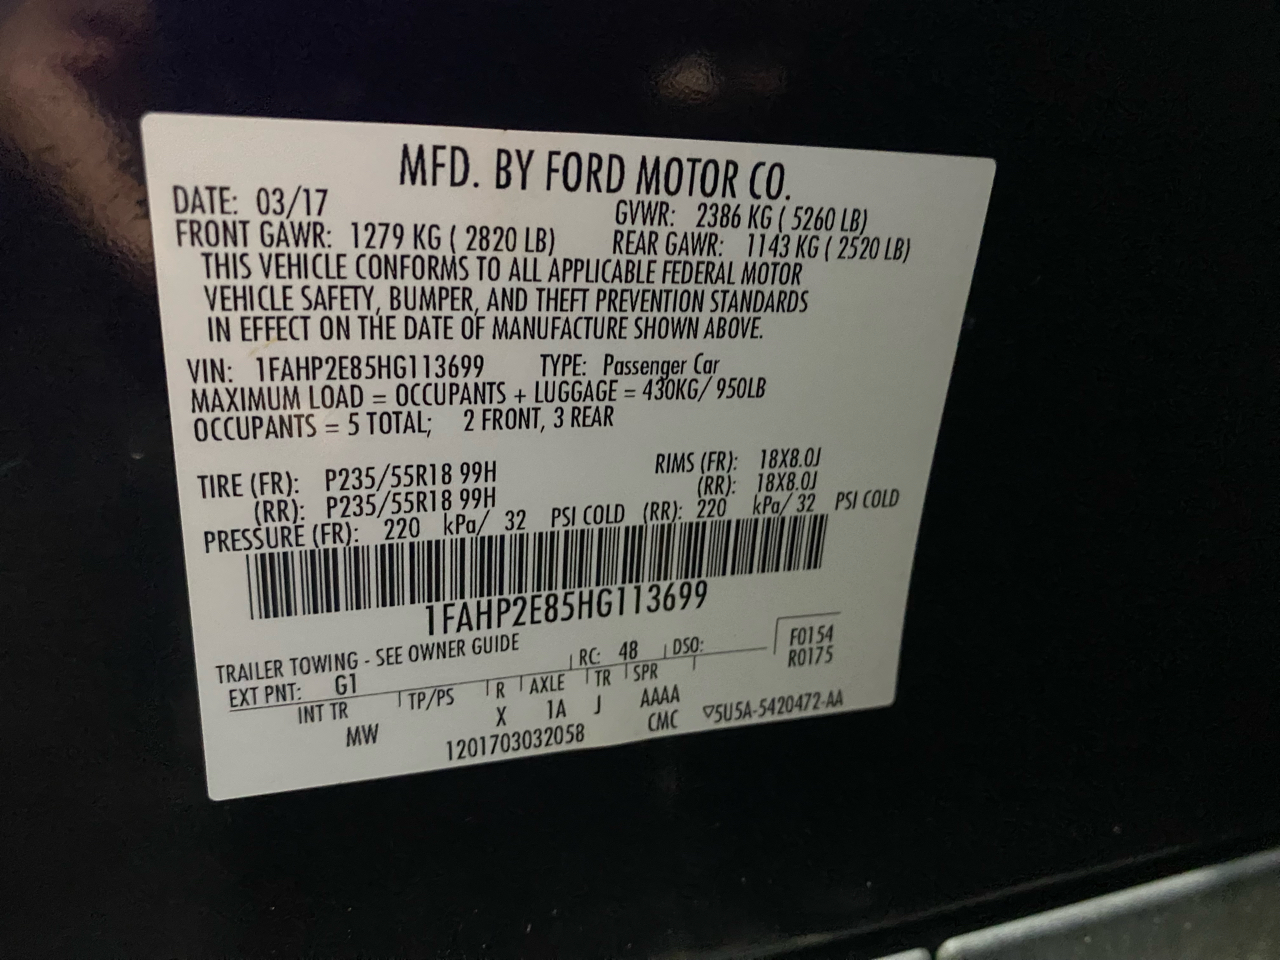 MFD. BY FORD MOTOR CO.
DATE: 03/17 GVWR: 2386 KG ( 5260 LB)
FRONT GAWR: 1279 KG ( 2820 LB) REAR GAWR: 1143 KG ( 2520 LB)
THIS VEHICLE CONFORMS TO ALL APPLICABLE FEDERAL MOTOR
VEHICLE SAFETY, BUMPER, AND THEFT PREVENTION STANDARDS
IN EFFECT ON THE DATE OF MANUFACTURE SHOWN ABOVE.
VIN: 1FAHP2E85HG113699 TYPE: Passenger Car
MAXIMUM LOAD = OCCUPANTS + LUGGAGE = 430KG/ 950LB
OCCUPANTS = 5 TOTAL; 2 FRONT, 3 REAR
TIRE (FR): P235/55R18 99H RIMS (FR): 18X8.0J
(RR): P235/55R18 99H (RR): 18X8.0J
PRESSURE (FR): 220 kPa/ 32 PSI COLD (RR): 220 kPa/ 32 PSI COLD
1FAHP2E85HG113699
TRAILER TOWING - SEE OWNER GUIDE
EXT PNT: G1 RC: 48 DSO: F0154
R0175
INT TR TP/PS R AXLE TR SPR
MW X 1A J AAAA
1201703032058 CMC ▽5U5A-5420472-AA